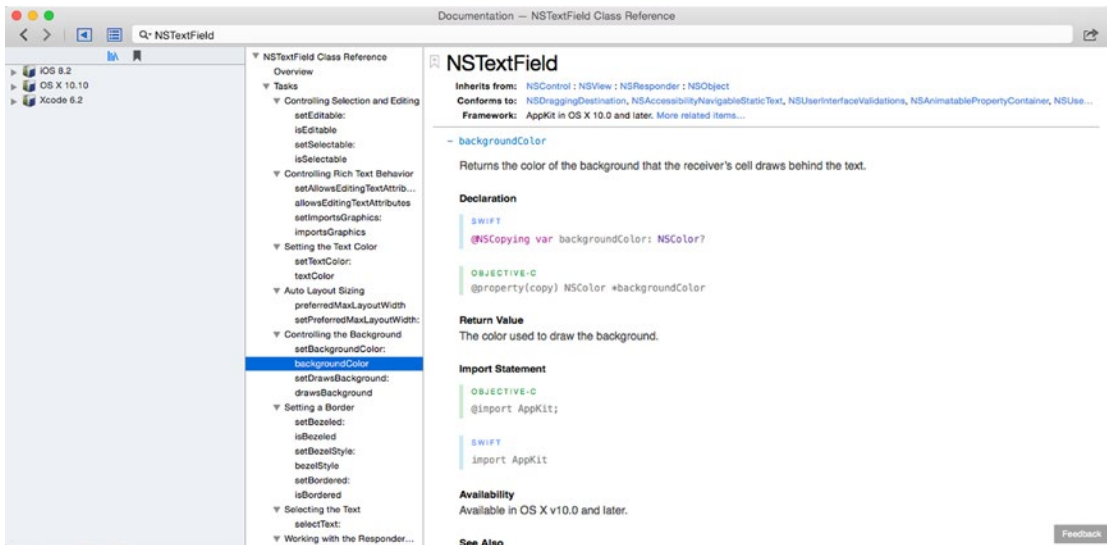 Documentation — NSTextField Class Reference
NSTextField
iOS 8.2
OS X 10.10
Xcode 6.2
NSTextField Class Reference
Overview
Tasks
Controlling Selection and Editing
setEditable:
isEditable
setSelectable:
isSelectable
Controlling Rich Text Behavior
setAllowsEditingTextAttrib...
allowsEditingTextAttributes
setImportsGraphics:
importsGraphics
Setting the Text Color
setTextColor:
textColor
Auto Layout Sizing
preferredMaxLayoutWidth
setPreferredMaxLayoutWidth:
Controlling the Background
setBackgroundColor:
backgroundColor
setDrawsBackground:
drawsBackground
Setting a Border
setBezeled:
isBezeled
setBezelStyle:
bezelStyle
setBordered:
isBordered
Selecting the Text
selectText:
Working with the Responder...
NSTextField
Inherits from: NSControl : NSView : NSResponder : NSObject
Conforms to: NSDraggingDestination, NSAccessibilityNavigableStaticText, NSUserInterfaceValidations, NSAnimatablePropertyContainer, NSUse...
Framework: AppKit in OS X 10.0 and later. More related items...
– backgroundColor
Returns the color of the background that the receiver's cell draws behind the text.
Declaration
SWIFT
@NSCopying var backgroundColor: NSColor?
OBJECTIVE-C
@property(copy) NSColor *backgroundColor
Return Value
The color used to draw the background.
Import Statement
OBJECTIVE-C
@import AppKit;
SWIFT
import AppKit
Availability
Available in OS X v10.0 and later.
See Also
Feedback